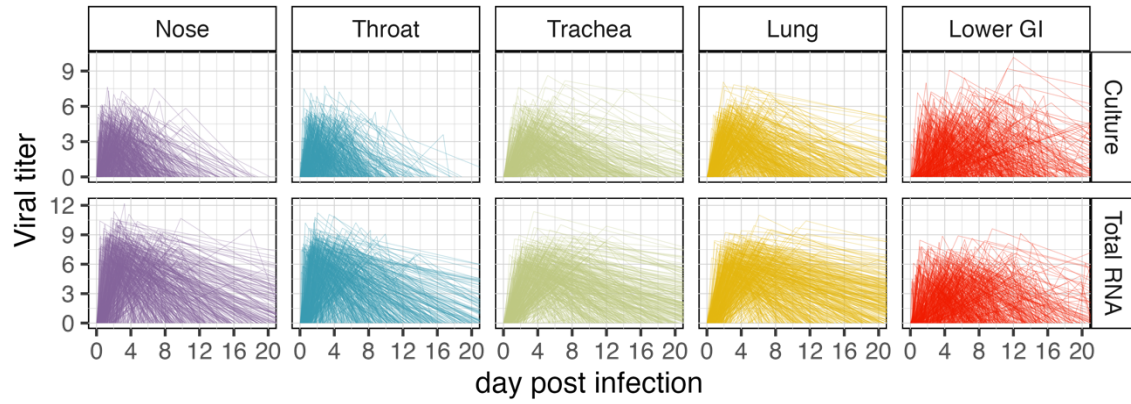 Nose Throat Trachea Lung Lower GI
Viral titer
9
6
3
0
Culture
12
9
6
3
0
Total RNA
0 4 8 12 16 20 0 4 8 12 16 20 0 4 8 12 16 20 0 4 8 12 16 20 0 4 8 12 16 20
day post infection